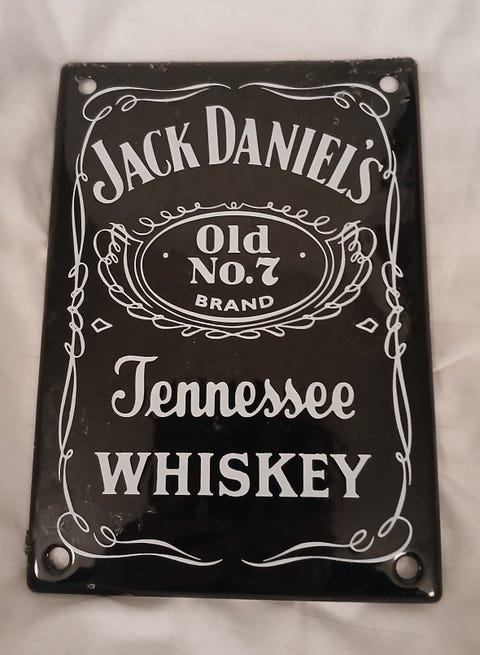 JACK DANIEL'S
Old
No.7
BRAND
Tennessee
WHISKEY